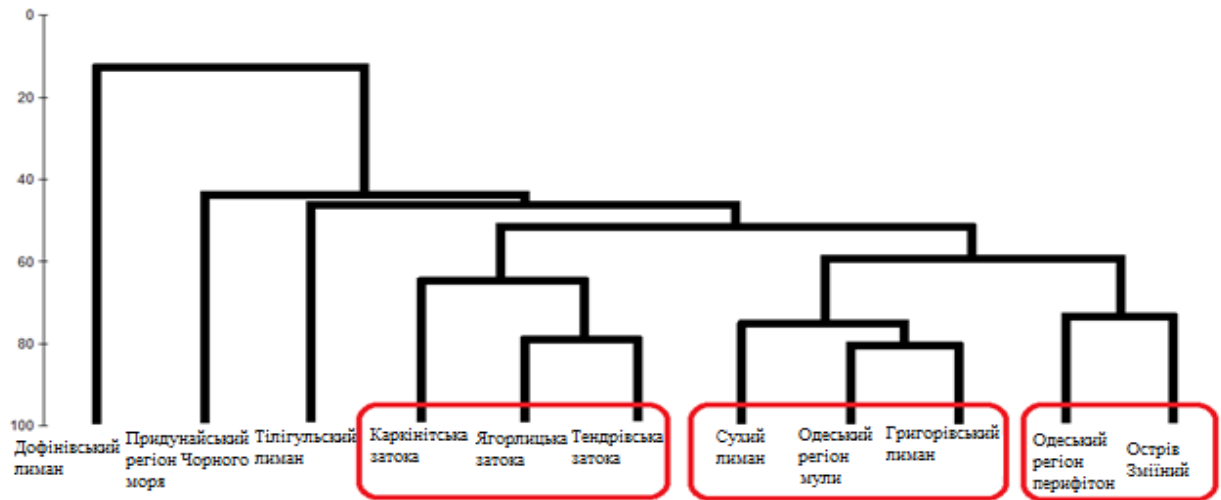 0
20
40
60
80
100
Дофінівський
лиман
Придунайський
регіон Чорного
моря
Тілігульский
лиман
Каркінітська
затока
Ягорлицька
затока
Тендрівська
затока
Сухий
лиман
Одеський
регіон
мули
Григорівський
лиман
Одеський
регіон
перифітон
Острів
Зміїний